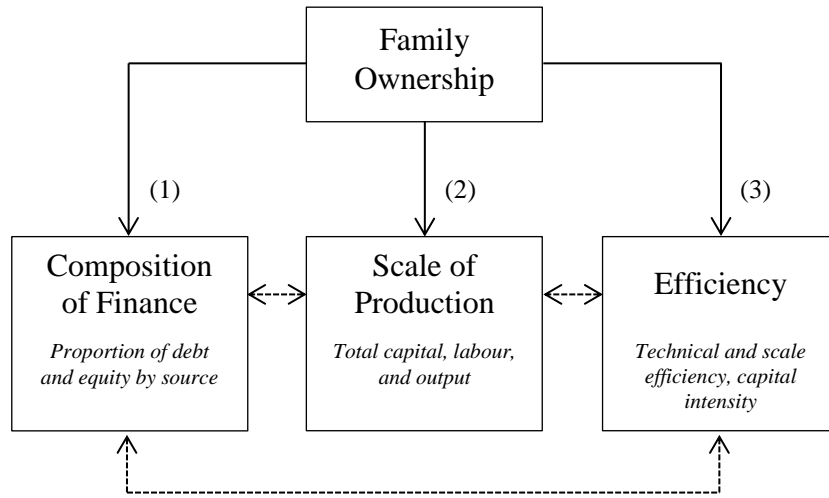 Family
Ownership
(1)
(2)
(3)
Composition
of Finance
Proportion of debt
and equity by source
Scale of
Production
Total capital, labour,
and output
Efficiency
Technical and scale
efficiency, capital
intensity